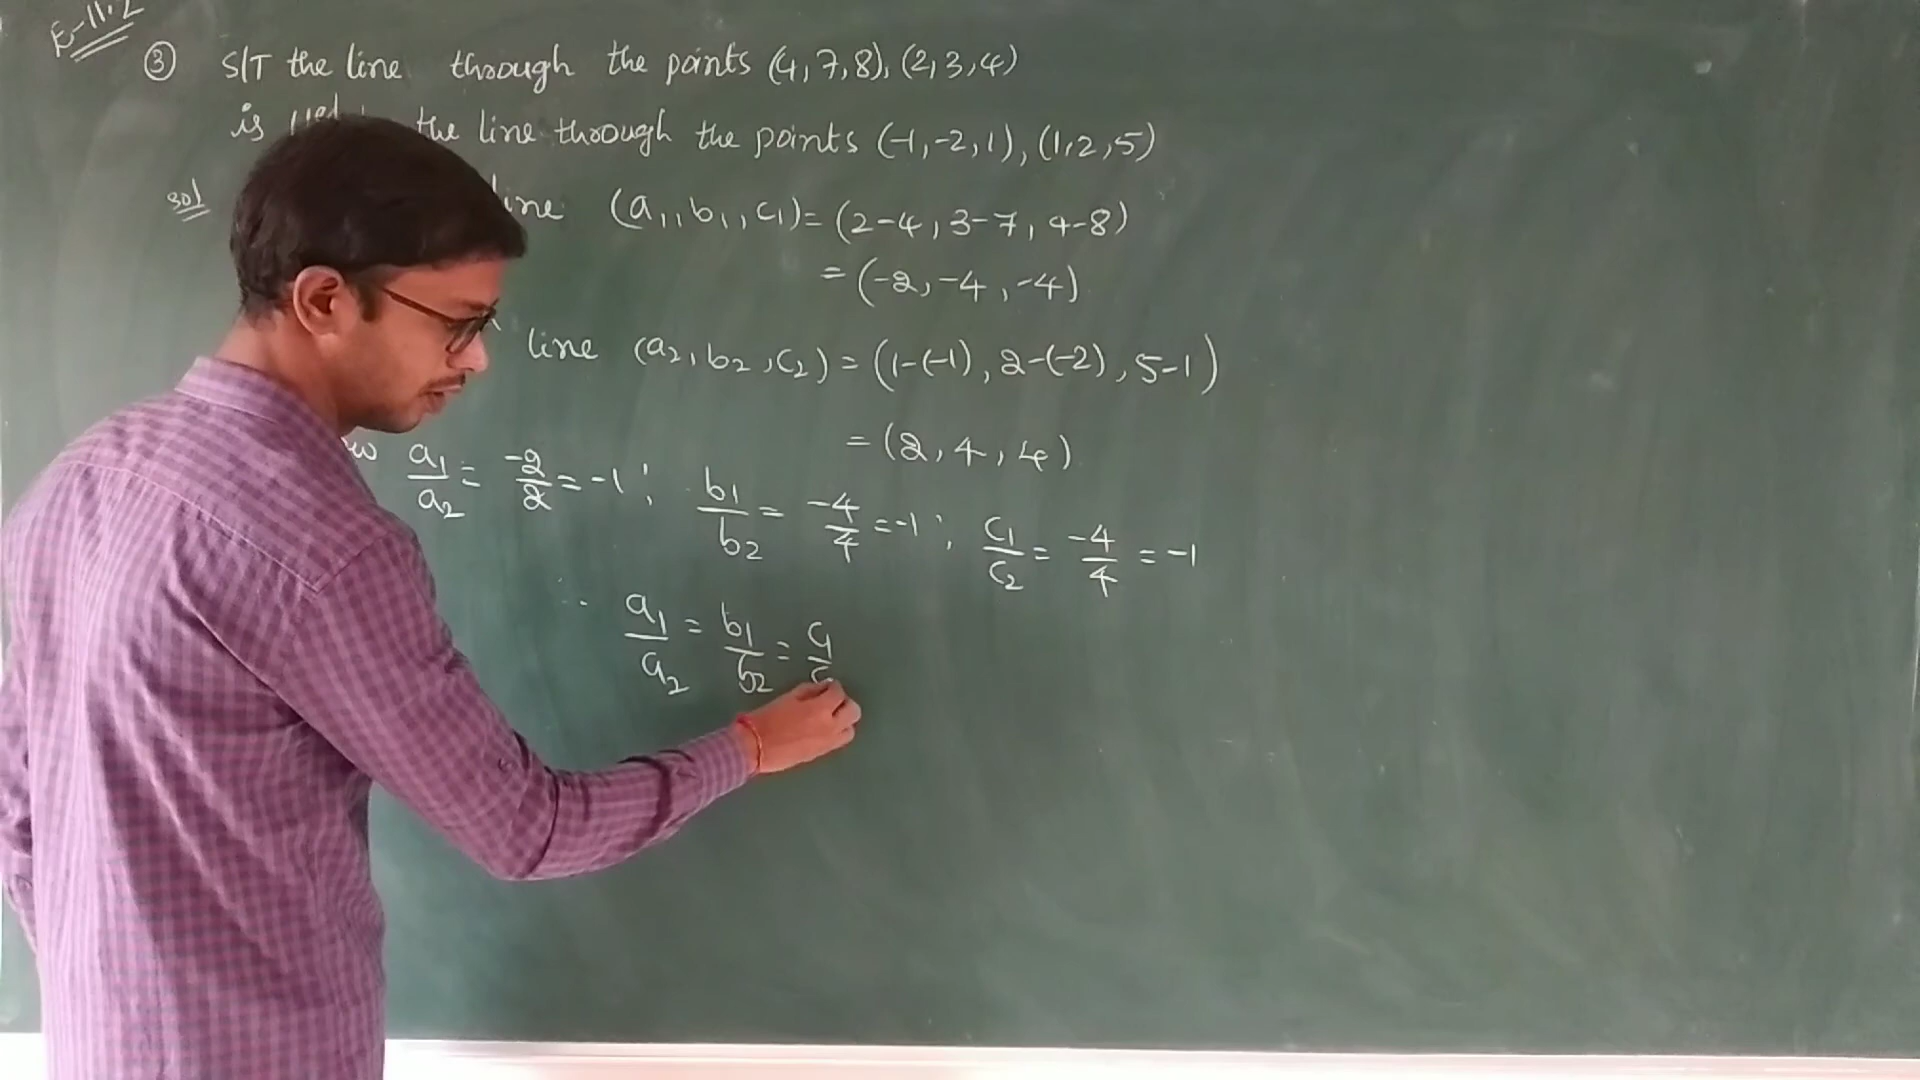 E-11.2
③ S/T the line through the points (4,7,8), (2,3,4)
is the line through the points (-1,-2,1), (1,2,5)
sol line (a₁, b₁, c₁) = (2-4, 3-7, 4-8)
= (-2, -4, -4)
line (a₂, b₂, c₂) = (1-(-1), 2-(-2), 5-1)
= (2, 4, 4)
a₁/a₂ = -2/2 = -1 ; b₁/b₂ = -4/4 = -1 ; c₁/c₂ = -4/4 = -1
a₁/a₂ = b₁/b₂ = c₁/c